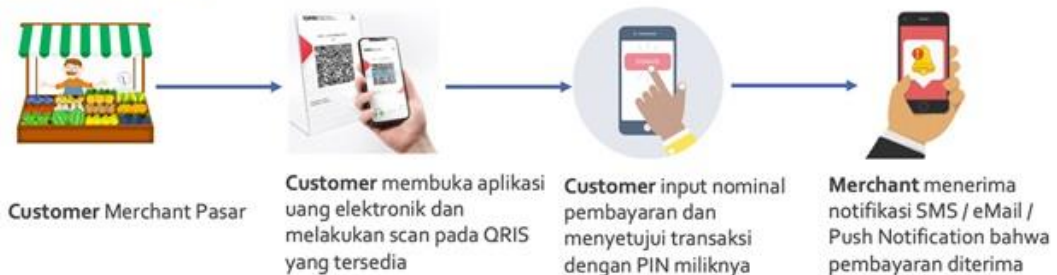 Customer Merchant Pasar
Customer membuka aplikasi
uang elektronik dan
melakukan scan pada QRIS
yang tersedia
Customer input nominal
pembayaran dan
menyetujui transaksi
dengan PIN miliknya
Merchant menerima
notifikasi SMS / eMail /
Push Notification bahwa
pembayaran diterima